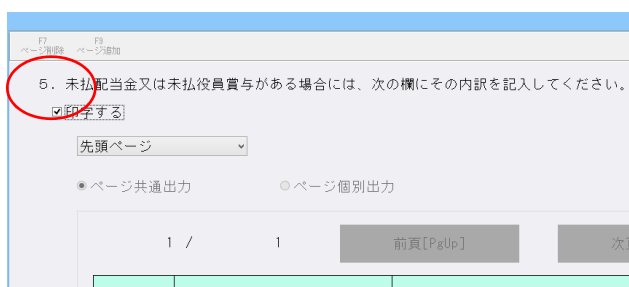 F7 F8
ページ削除 ページ追加
5. 未払配当金又は未払役員賞与がある場合には、次の欄にその内訳を記入してください。
印字する
先頭ページ
ページ共通出力 ページ個別出力
1 / 1 前頁[PgUp] 次